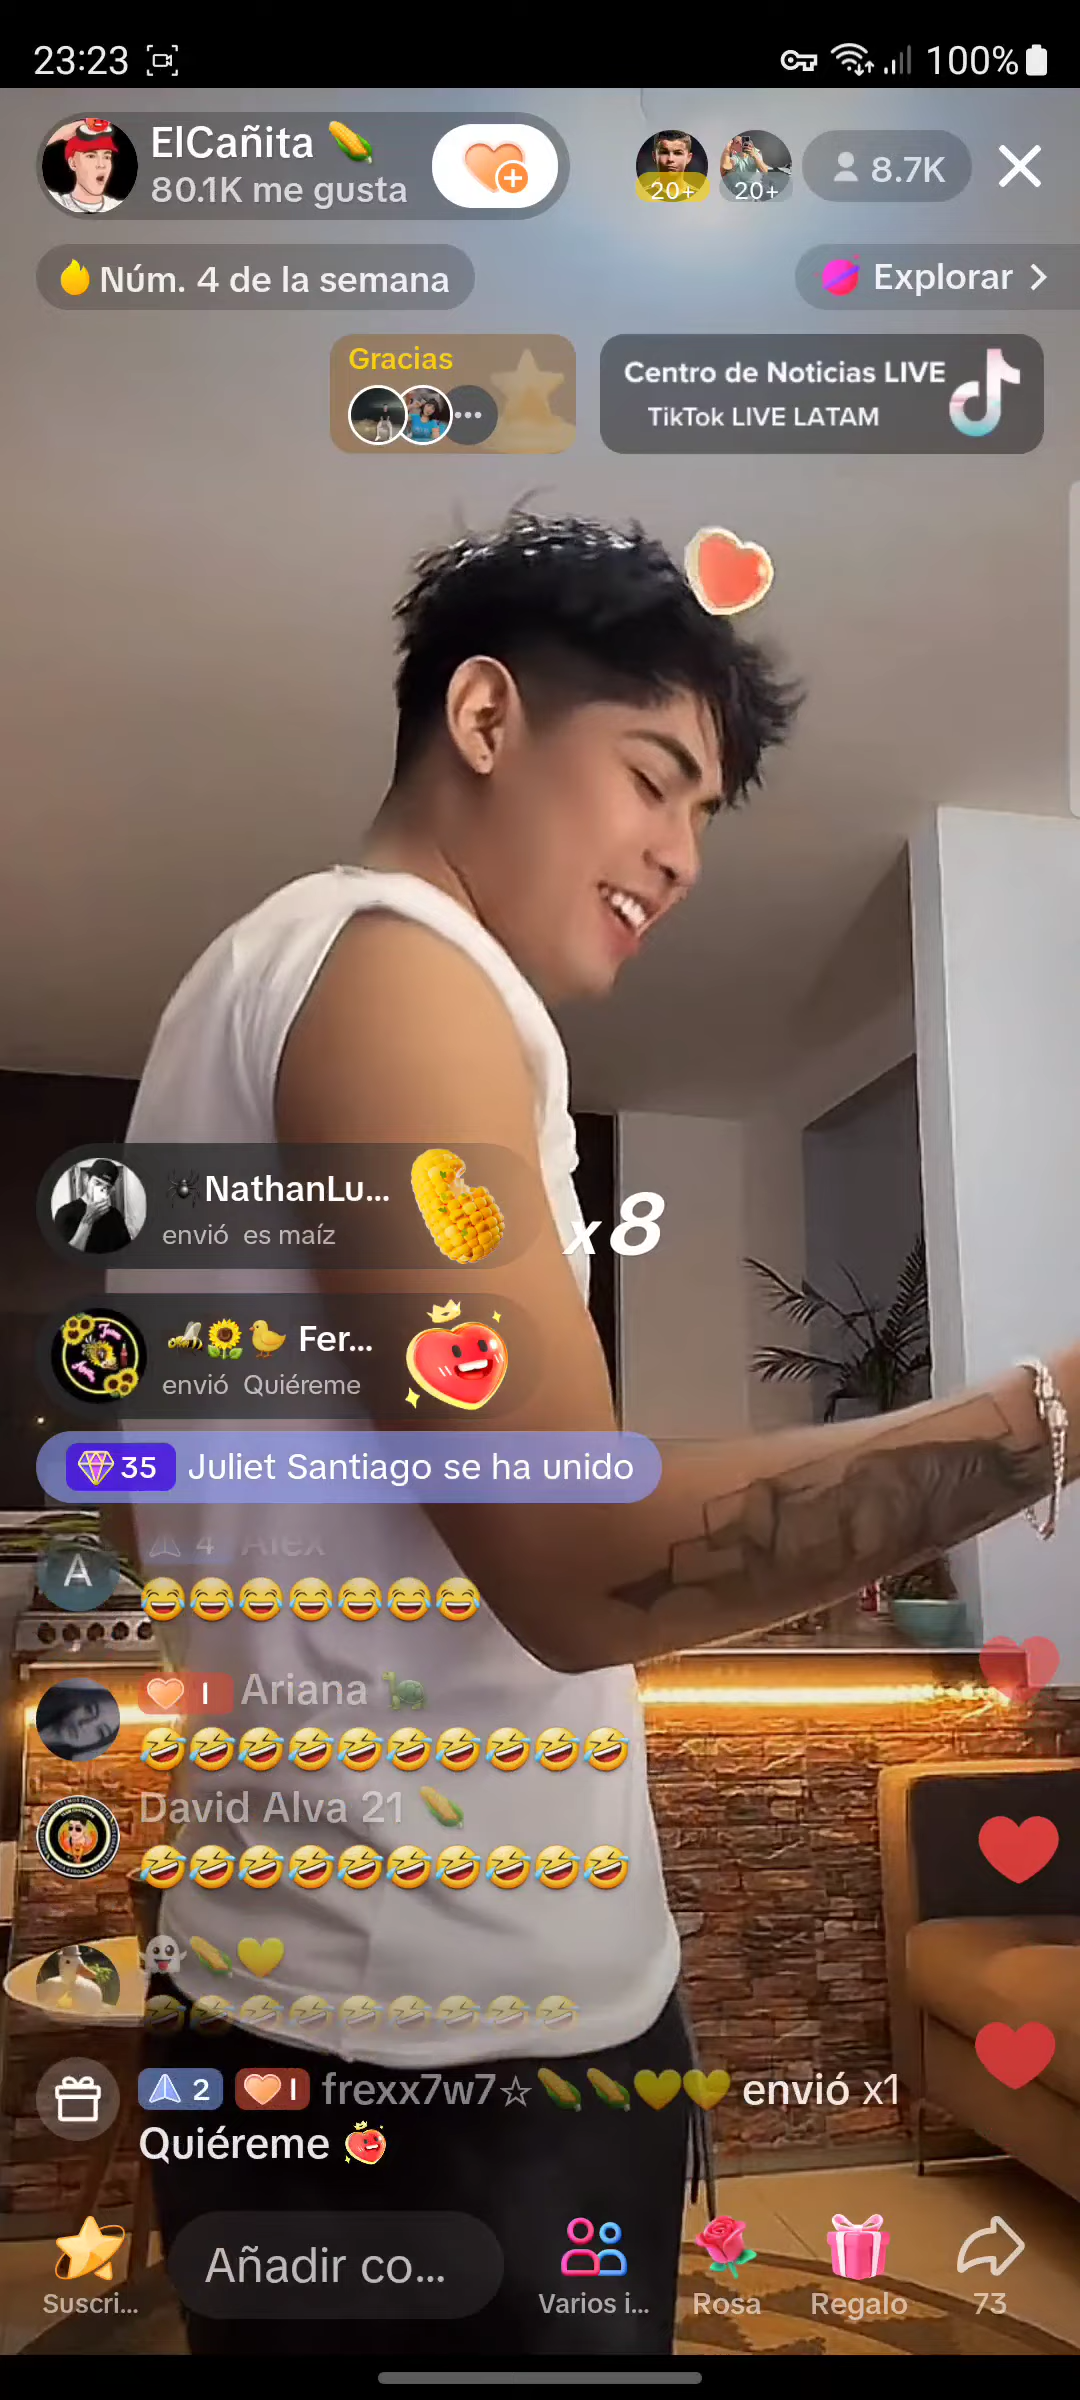 23:23
100%
ElCañita
80.1K me gusta
20+
20+
8.7K
Núm. 4 de la semana
Explorar
Gracias
Centro de Noticias LIVE
TikTok LIVE LATAM
NathanLu...
envió es maíz
x8
Fer...
envió Quiéreme
35 Juliet Santiago se ha unido
A
4 Alex
😂😂😂😂😂😂😂
I Ariana 🐢
🤣🤣🤣🤣🤣🤣🤣🤣🤣🤣
David Alva 21 🌽
🤣🤣🤣🤣🤣🤣🤣🤣🤣🤣
👻🌽💛
🤣🤣🤣🤣🤣🤣🤣🤣🤣
2 I frexx7w7☆🌽🌽💛💛 envió x1
Quiéreme
Añadir co...
Suscri...
Varios i...
Rosa
Regalo
73